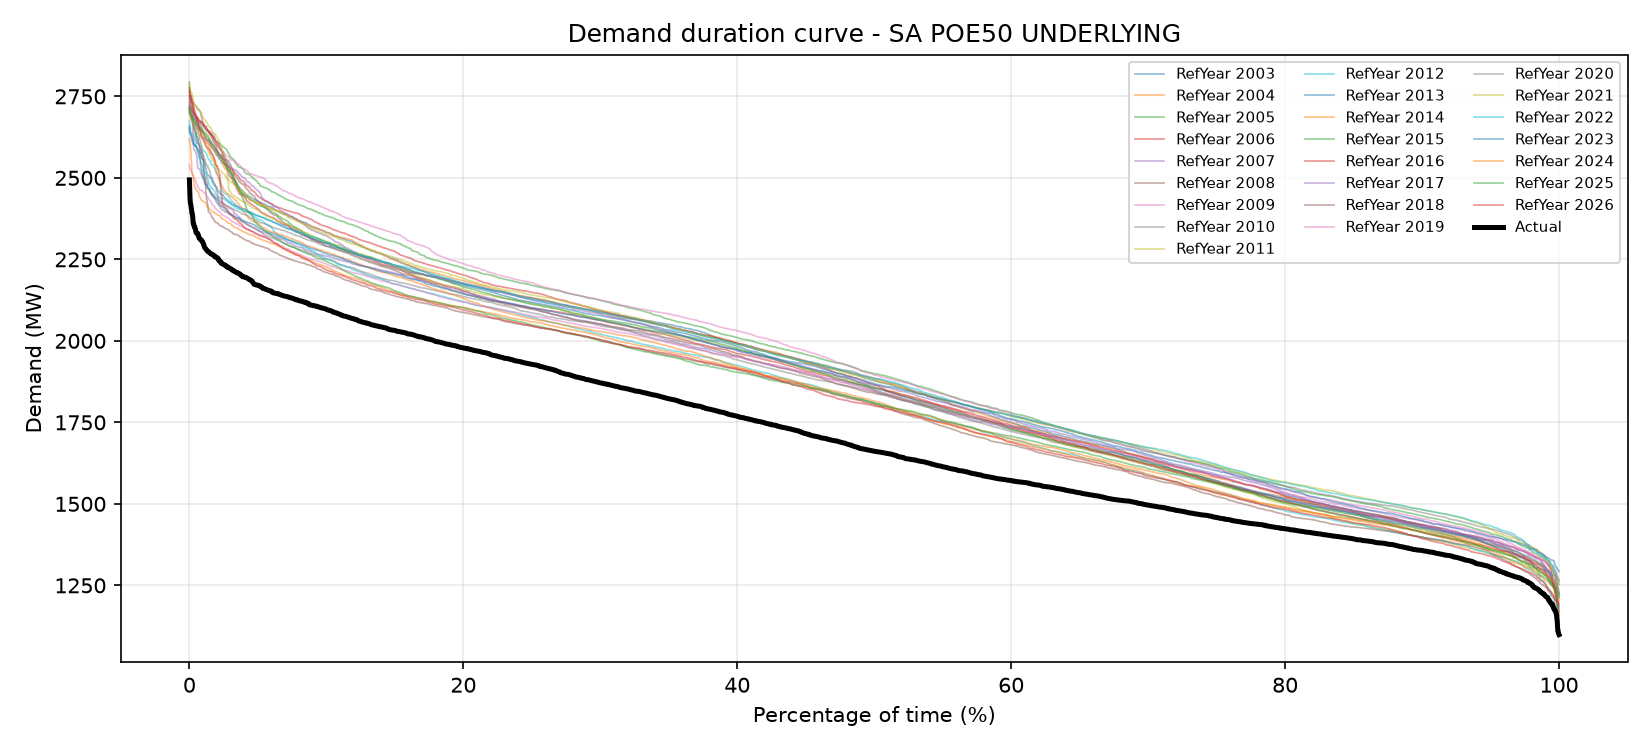 Demand duration curve - SA POE50 UNDERLYING
RefYear 2003
RefYear 2004
RefYear 2005
RefYear 2006
RefYear 2007
RefYear 2008
RefYear 2009
RefYear 2010
RefYear 2011
RefYear 2012
RefYear 2013
RefYear 2014
RefYear 2015
RefYear 2016
RefYear 2017
RefYear 2018
RefYear 2019
RefYear 2020
RefYear 2021
RefYear 2022
RefYear 2023
RefYear 2024
RefYear 2025
RefYear 2026
Actual
Demand (MW)
2750
2500
2250
2000
1750
1500
1250
0 20 40 60 80 100
Percentage of time (%)